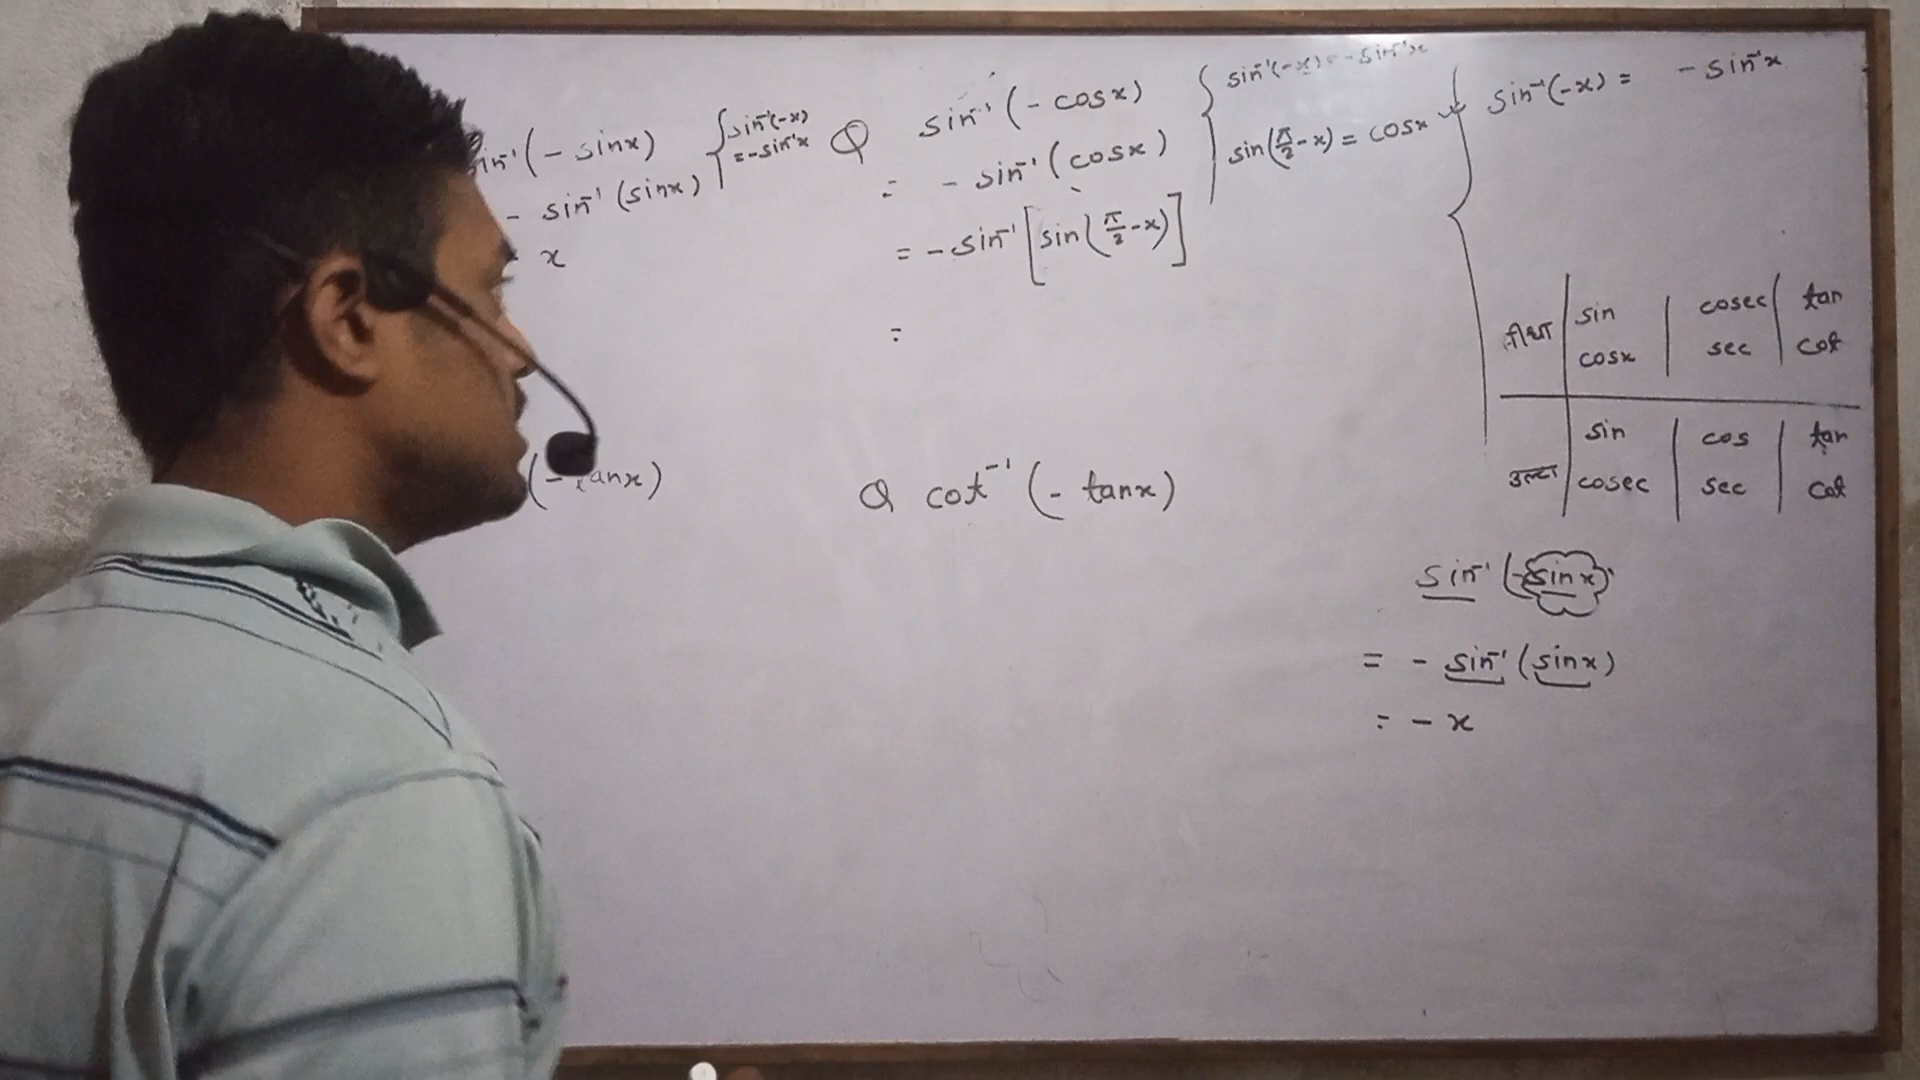 sin⁻¹(-sinx)
- sin⁻¹(sinx)
x
{sin⁻¹(-x)
= -sin⁻¹x
Q sin⁻¹(-cosx)
= - sin⁻¹(cosx)
= -sin⁻¹[sin(π/2-x)]
=
{sin⁻¹(-x) = -sin⁻¹x
sin(π/2-x) = cosx
sin⁻¹(-x) = - sin⁻¹x
sin | cosec | tan
cosx | sec | cot
sin | cos | tan
उल्टा | cosec | sec | cot
(-tanx)
Q cot⁻¹(- tanx)
sin⁻¹(-sinx)
= - sin⁻¹(sinx)
= - x